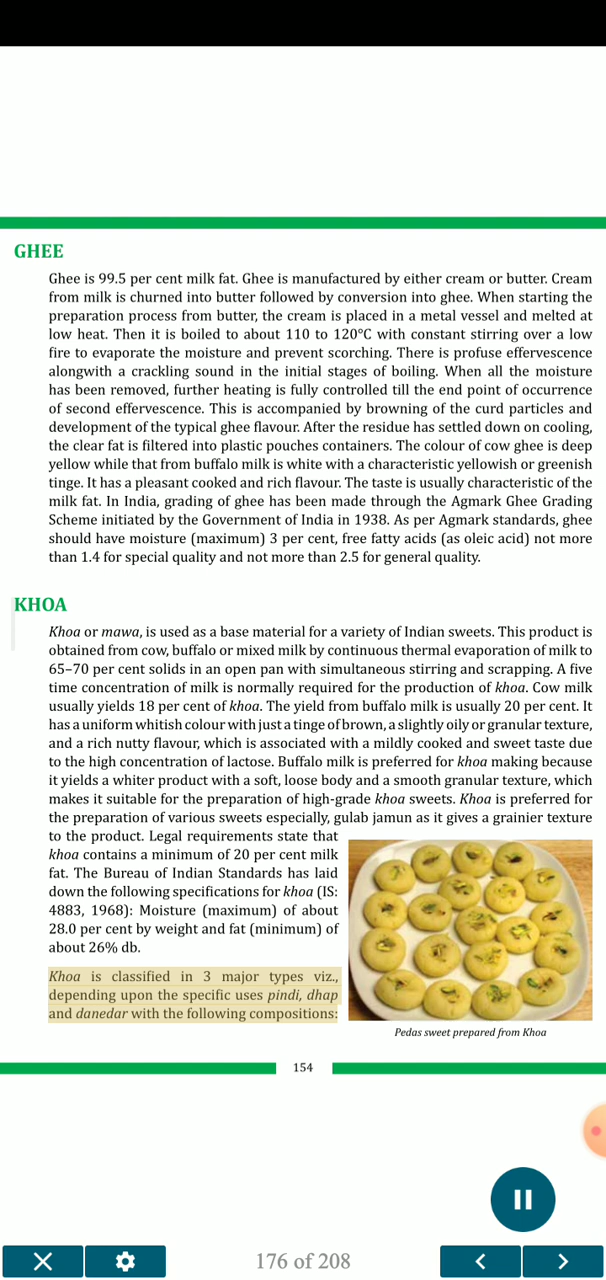 GHEE
Ghee is 99.5 per cent milk fat. Ghee is manufactured by either cream or butter. Cream
from milk is churned into butter followed by conversion into ghee. When starting the
preparation process from butter, the cream is placed in a metal vessel and melted at
low heat. Then it is boiled to about 110 to 120°C with constant stirring over a low
fire to evaporate the moisture and prevent scorching. There is profuse effervescence
alongwith a crackling sound in the initial stages of boiling. When all the moisture
has been removed, further heating is fully controlled till the end point of occurrence
of second effervescence. This is accompanied by browning of the curd particles and
development of the typical ghee flavour. After the residue has settled down on cooling,
the clear fat is filtered into plastic pouches containers. The colour of cow ghee is deep
yellow while that from buffalo milk is white with a characteristic yellowish or greenish
tinge. It has a pleasant cooked and rich flavour. The taste is usually characteristic of the
milk fat. In India, grading of ghee has been made through the Agmark Ghee Grading
Scheme initiated by the Government of India in 1938. As per Agmark standards, ghee
should have moisture (maximum) 3 per cent, free fatty acids (as oleic acid) not more
than 1.4 for special quality and not more than 2.5 for general quality.
KHOA
Khoa or mawa, is used as a base material for a variety of Indian sweets. This product is
obtained from cow, buffalo or mixed milk by continuous thermal evaporation of milk to
65–70 per cent solids in an open pan with simultaneous stirring and scrapping. A five
time concentration of milk is normally required for the production of khoa. Cow milk
usually yields 18 per cent of khoa. The yield from buffalo milk is usually 20 per cent. It
has a uniform whitish colour with just a tinge of brown, a slightly oily or granular texture,
and a rich nutty flavour, which is associated with a mildly cooked and sweet taste due
to the high concentration of lactose. Buffalo milk is preferred for khoa making because
it yields a whiter product with a soft, loose body and a smooth granular texture, which
makes it suitable for the preparation of high-grade khoa sweets. Khoa is preferred for
the preparation of various sweets especially, gulab jamun as it gives a grainier texture
to the product. Legal requirements state that
khoa contains a minimum of 20 per cent milk
fat. The Bureau of Indian Standards has laid
down the following specifications for khoa (IS:
4883, 1968): Moisture (maximum) of about
28.0 per cent by weight and fat (minimum) of
about 26% db.
Khoa is classified in 3 major types viz.,
depending upon the specific uses pindi, dhap
and danedar with the following compositions:
Pedas sweet prepared from Khoa
154
176 of 208